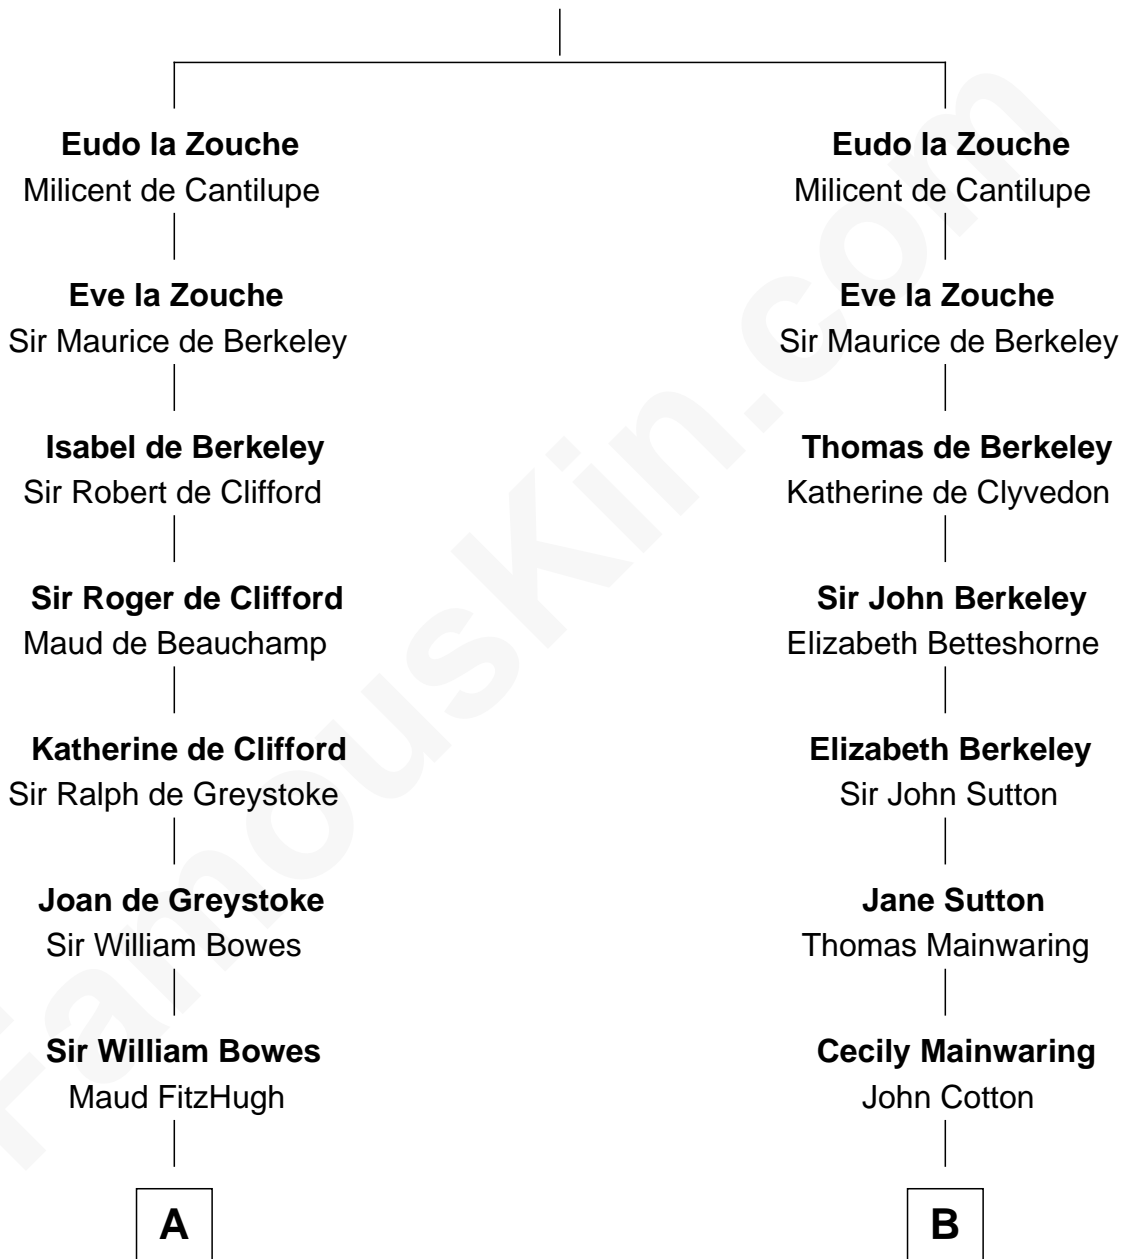 Eudo la Zouche
Milicent de Cantilupe
Eve la Zouche
Sir Maurice de Berkeley
Isabel de Berkeley
Sir Robert de Clifford
Sir Roger de Clifford
Maud de Beauchamp
Katherine de Clifford
Sir Ralph de Greystoke
Joan de Greystoke
Sir William Bowes
Sir William Bowes
Maud FitzHugh
A
Eudo la Zouche
Milicent de Cantilupe
Eve la Zouche
Sir Maurice de Berkeley
Thomas de Berkeley
Katherine de Clyvedon
Sir John Berkeley
Elizabeth Betteshorne
Elizabeth Berkeley
Sir John Sutton
Jane Sutton
Thomas Mainwaring
Cecily Mainwaring
John Cotton
B
FamousKin.com